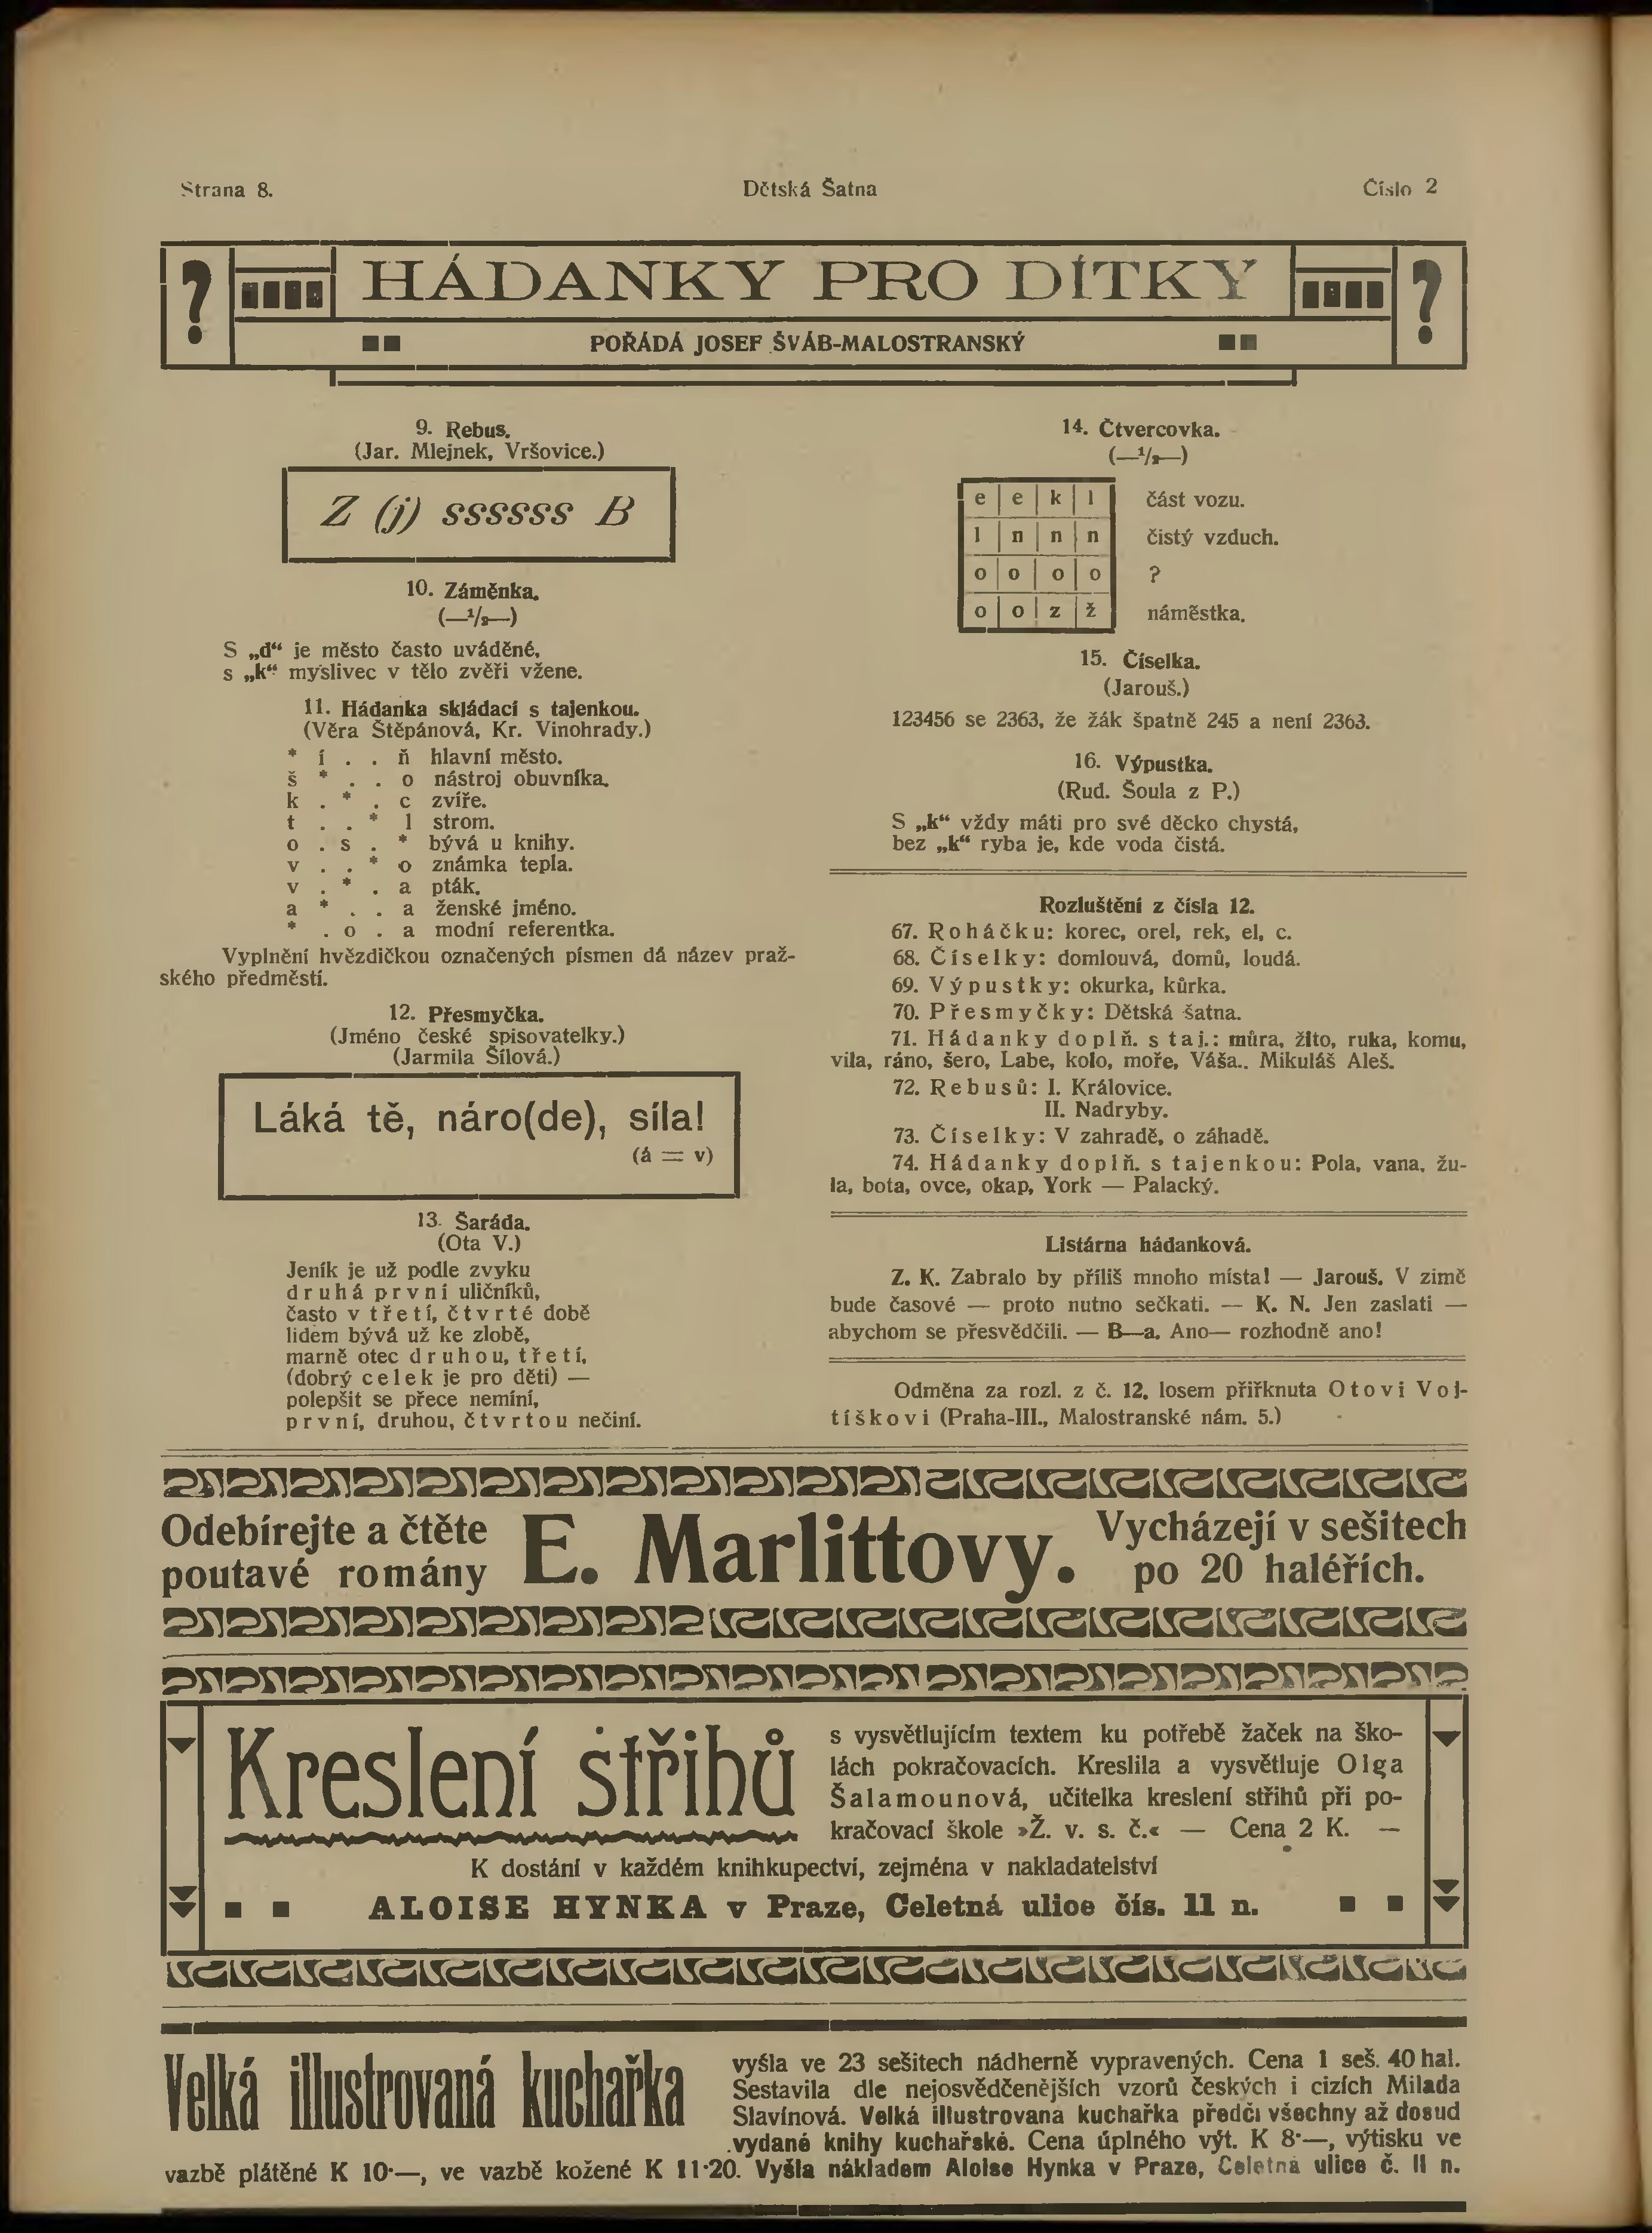 Strana 8.
Dětská Šatna
Číslo 2
?
HÁDANKY PRO DÍTKY
?
POŘÁDÁ JOSEF ŠVÁB-MALOSTRANSKÝ
9. Rebus.
(Jar. Mlejnek, Vršovice.)
Z (j) ssssss B
10. Záměnka.
(—¹/₂—)
S „d“ je město často uváděné,
s „k“ myslivec v tělo zvěři vžene.
11. Hádanka skládací s tajenkou.
(Věra Štěpánová, Kr. Vinohrady.)
* í . . ň hlavní město.
š * . . o nástroj obuvníka.
k . * . c zvíře.
t . . * l strom.
o . s . * bývá u knihy.
v . . * o známka tepla.
v . * . a pták.
a * . . a ženské jméno.
* . o . a modní referentka.
Vyplnění hvězdičkou označených písmen dá název praž-
ského předměstí.
12. Přesmyčka.
(Jméno české spisovatelky.)
(Jarmila Šílová.)
Láká tě, náro(de), síla!
(á = v)
13. Šaráda.
(Ota V.)
Jeník je už podle zvyku
druhá první uličníků,
často v třetí, čtvrté době
lidem bývá už ke zlobě,
marně otec druhou, třetí,
(dobrý celek je pro děti) —
polepšit se přece nemíní,
první, druhou, čtvrtou nečiní.
14. Čtvercovka.
(—¹/₂—)
e e k l část vozu.
l n n n čistý vzduch.
o o o o ?
o o z ž náměstka.
15. Číselka.
(Jarouš.)
123456 se 2363, že žák špatně 245 a není 2363.
16. Výpustka.
(Rud. Šoula z P.)
S „k“ vždy máti pro své děcko chystá,
bez „k“ ryba je, kde voda čistá.
Rozluštění z čísla 12.
67. Roháčku: korec, orel, rek, el, c.
68. Číselky: domlouvá, domů, loudá.
69. Výpustky: okurka, kůrka.
70. Přesmyčky: Dětská šatna.
71. Hádanky doplň. s taj.: můra, žito, ruka, komu,
vila, ráno, šero, Labe, kolo, moře, Váša.. Mikuláš Aleš.
72. Rebusů: I. Královice.
II. Nadryby.
73. Číselky: V zahradě, o záhadě.
74. Hádanky doplň. s tajenkou: Pola, vana, žu-
la, bota, ovce, okap, York — Palacký.
Listárna hádanková.
Z. K. Zabralo by příliš mnoho místa! — Jarouš. V zimě
bude časové — proto nutno sečkati. — K. N. Jen zaslati —
abychom se přesvědčili. — B—a. Ano— rozhodně ano!
Odměna za rozl. z č. 12. losem přiřknuta Otovi Voj-
tíškovi (Praha-III., Malostranské nám. 5.)
Odebírejte a čtěte
poutavé romány
E. Marlittovy.
Vycházejí v sešitech
po 20 haléřích.
Kreslení střihů
s vysvětlujícím textem ku potřebě žaček na ško-
lách pokračovacích. Kreslila a vysvětluje Olga
Šalamounová, učitelka kreslení střihů při po-
kračovací škole »Ž. v. s. č.« — Cena 2 K. —
K dostání v každém knihkupectví, zejména v nakladatelství
ALOISE HYNKA v Praze, Celetná ulice čís. 11 n.
Velká illustrovaná kuchařka
vyšla ve 23 sešitech nádherně vypravených. Cena 1 seš. 40 hal.
Sestavila dle nejosvědčenějších vzorů českých i cizích Milada
Slavínová. Velká illustrovaná kuchařka předčí všechny až dosud
vydané knihy kuchařské. Cena úplného výt. K 8·—, výtisku ve
vazbě plátěné K 10·—, ve vazbě kožené K 11·20. Vyšla nákladem Aloise Hynka v Praze, Celetná ulice č. 11 n.